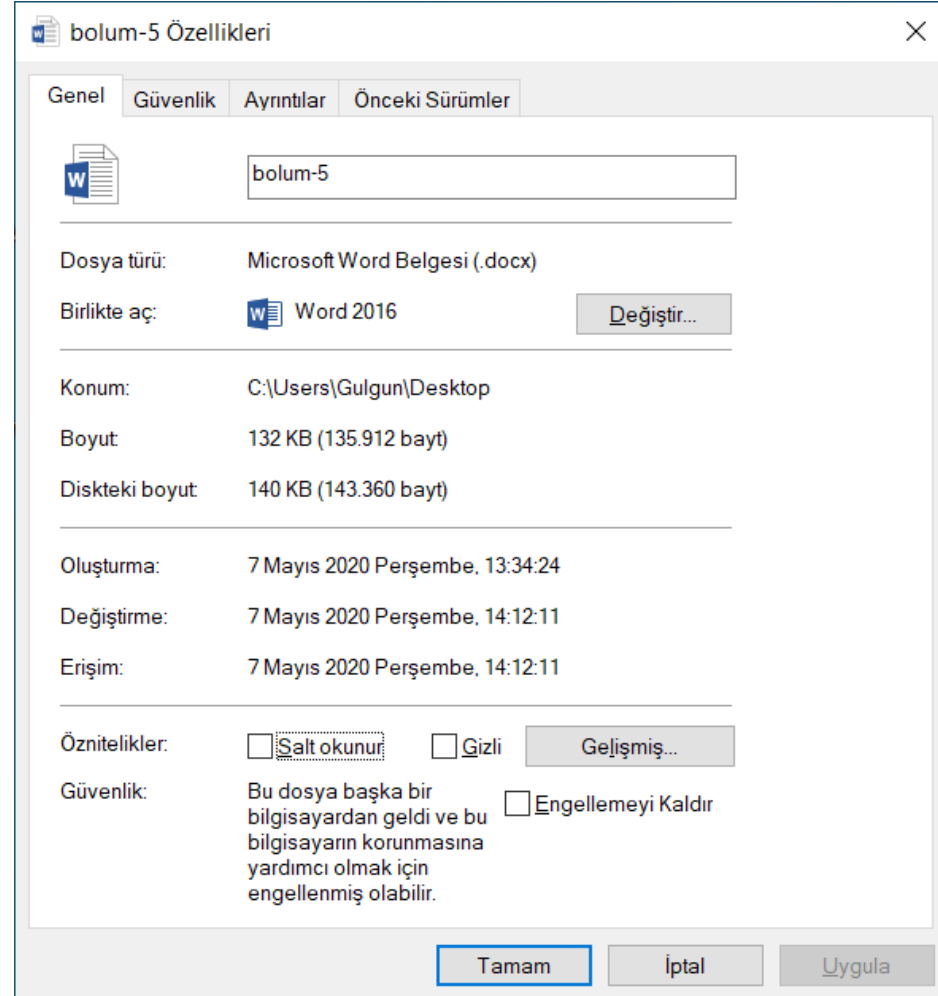 bolum-5 Özellikleri
Genel Güvenlik Ayrıntılar Önceki Sürümler
bolum-5
Dosya türü: Microsoft Word Belgesi (.docx)
Birlikte aç: Word 2016 Değiştir...
Konum: C:\Users\Gulgun\Desktop
Boyut: 132 KB (135.912 bayt)
Diskteki boyut: 140 KB (143.360 bayt)
Oluşturma: 7 Mayıs 2020 Perşembe, 13:34:24
Değiştirme: 7 Mayıs 2020 Perşembe, 14:12:11
Erişim: 7 Mayıs 2020 Perşembe, 14:12:11
Öznitelikler: Salt okunur Gizli Gelişmiş...
Güvenlik: Bu dosya başka bir
bilgisayardan geldi ve bu Engellemeyi Kaldır
bilgisayarın korunmasına
yardımcı olmak için
engellenmiş olabilir.
Tamam İptal Uygula